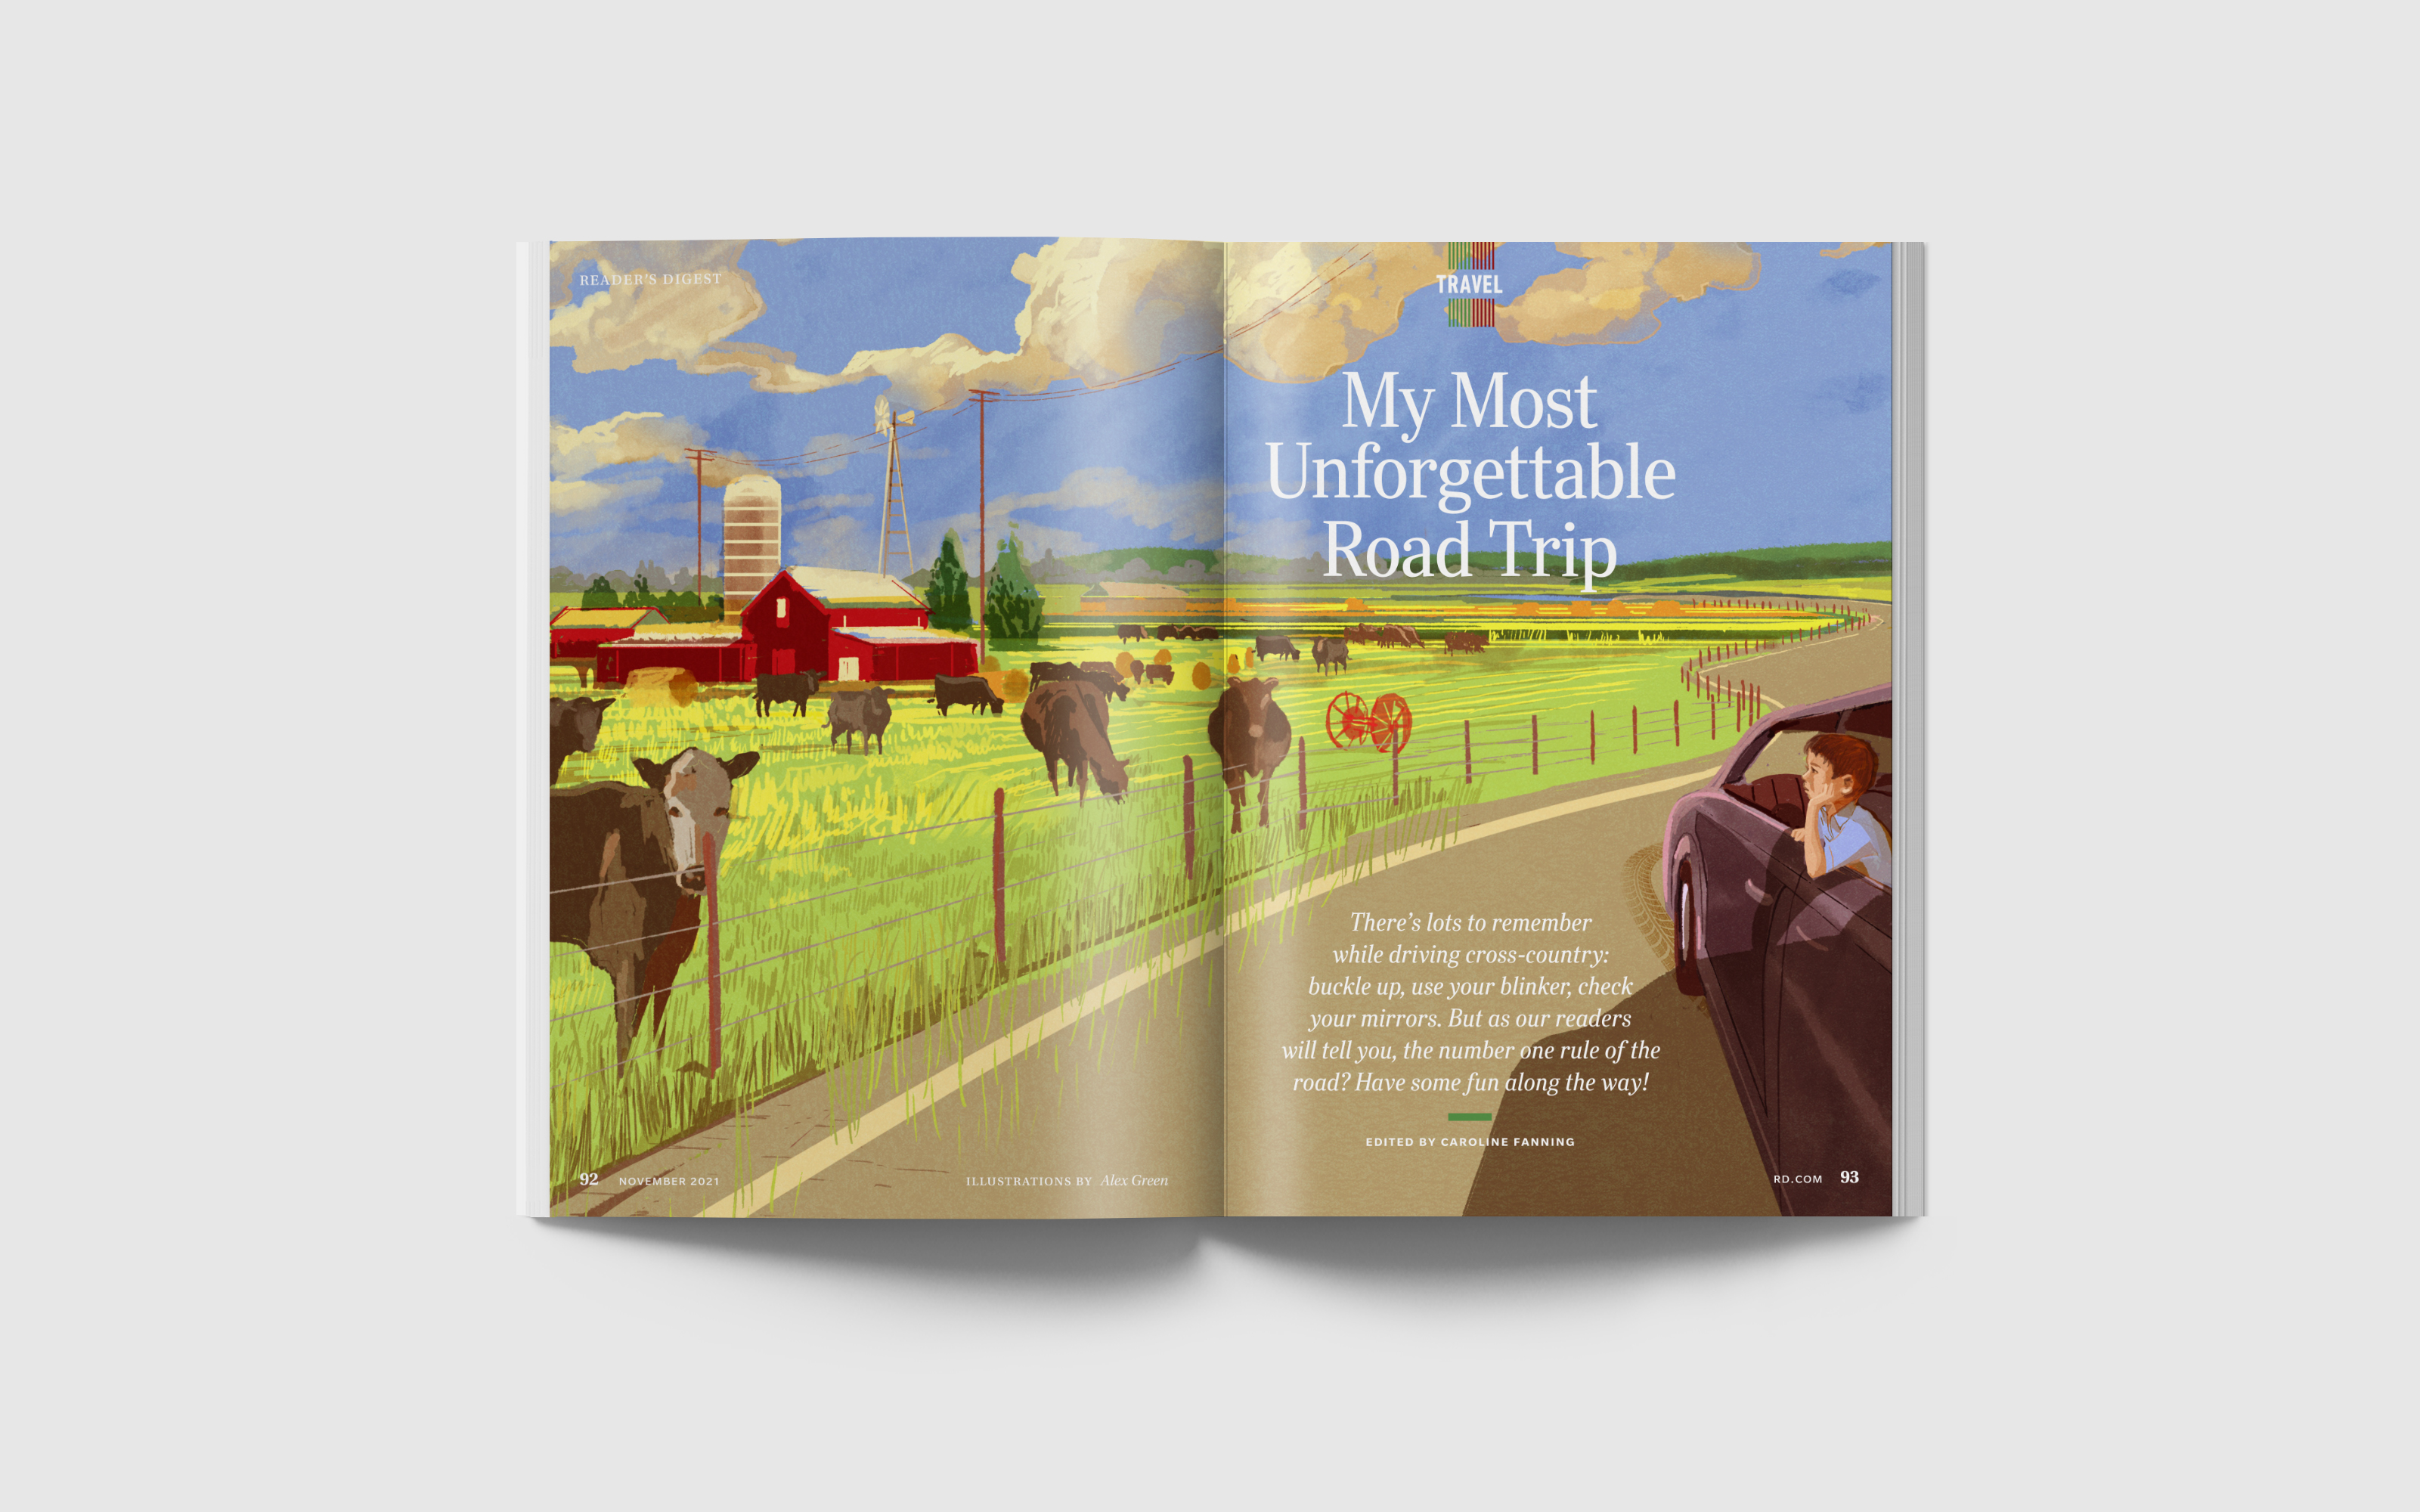 READER'S DIGEST
TRAVEL
My Most
Unforgettable
Road Trip
There's lots to remember
while driving cross-country:
buckle up, use your blinker, check
your mirrors. But as our readers
will tell you, the number one rule of the
road? Have some fun along the way!
EDITED BY CAROLINE FANNING
92 NOVEMBER 2021
ILLUSTRATIONS BY Alex Green
RD.COM 93